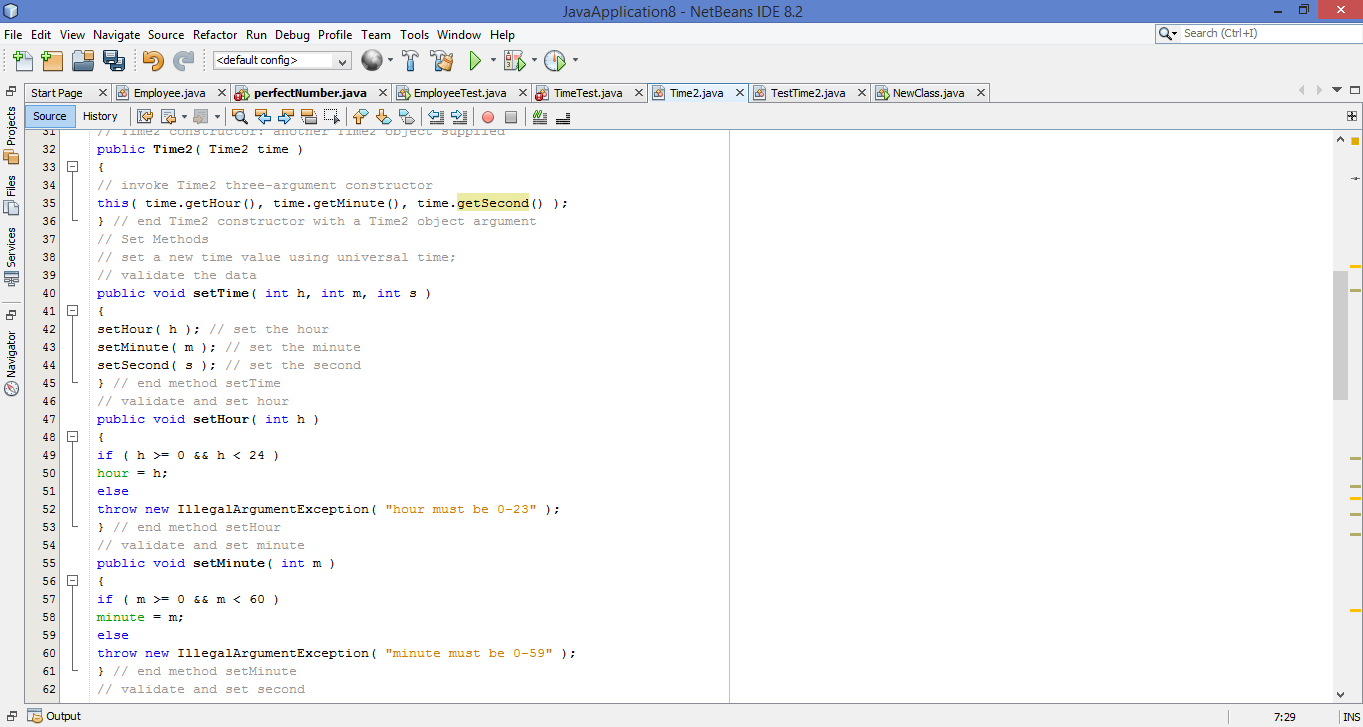 JavaApplication8 - NetBeans IDE 8.2
File Edit View Navigate Source Refactor Run Debug Profile Team Tools Window Help
Search (Ctrl+I)
<default config>
Start Page Employee.java perfectNumber.java EmployeeTest.java TimeTest.java Time2.java TestTime2.java NewClass.java
Source History
Projects
Files
Services
Navigator
31 // Time2 constructor: another Time2 object supplied
32 public Time2( Time2 time )
33 {
34 // invoke Time2 three-argument constructor
35 this( time.getHour(), time.getMinute(), time.getSecond() );
36 } // end Time2 constructor with a Time2 object argument
37 // Set Methods
38 // set a new time value using universal time;
39 // validate the data
40 public void setTime( int h, int m, int s )
41 {
42 setHour( h ); // set the hour
43 setMinute( m ); // set the minute
44 setSecond( s ); // set the second
45 } // end method setTime
46 // validate and set hour
47 public void setHour( int h )
48 {
49 if ( h >= 0 && h < 24 )
50 hour = h;
51 else
52 throw new IllegalArgumentException( "hour must be 0-23" );
53 } // end method setHour
54 // validate and set minute
55 public void setMinute( int m )
56 {
57 if ( m >= 0 && m < 60 )
58 minute = m;
59 else
60 throw new IllegalArgumentException( "minute must be 0-59" );
61 } // end method setMinute
62 // validate and set second
Output
7:29 INS